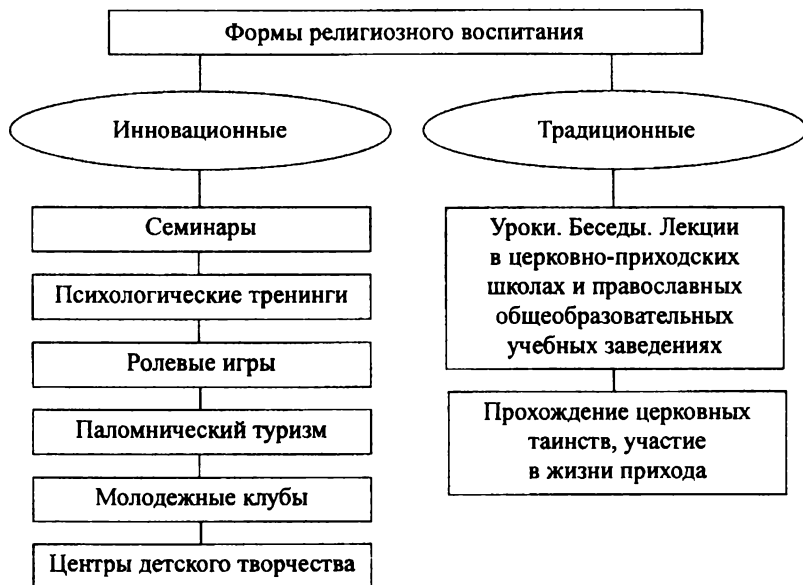 Формы религиозного воспитания
Инновационные
Семинары
Психологические тренинги
Ролевые игры
Паломнический туризм
Молодежные клубы
Центры детского творчества
Традиционные
Уроки. Беседы. Лекции
в церковно-приходских
школах и православных
общеобразовательных
учебных заведениях
Прохождение церковных
таинств, участие
в жизни прихода